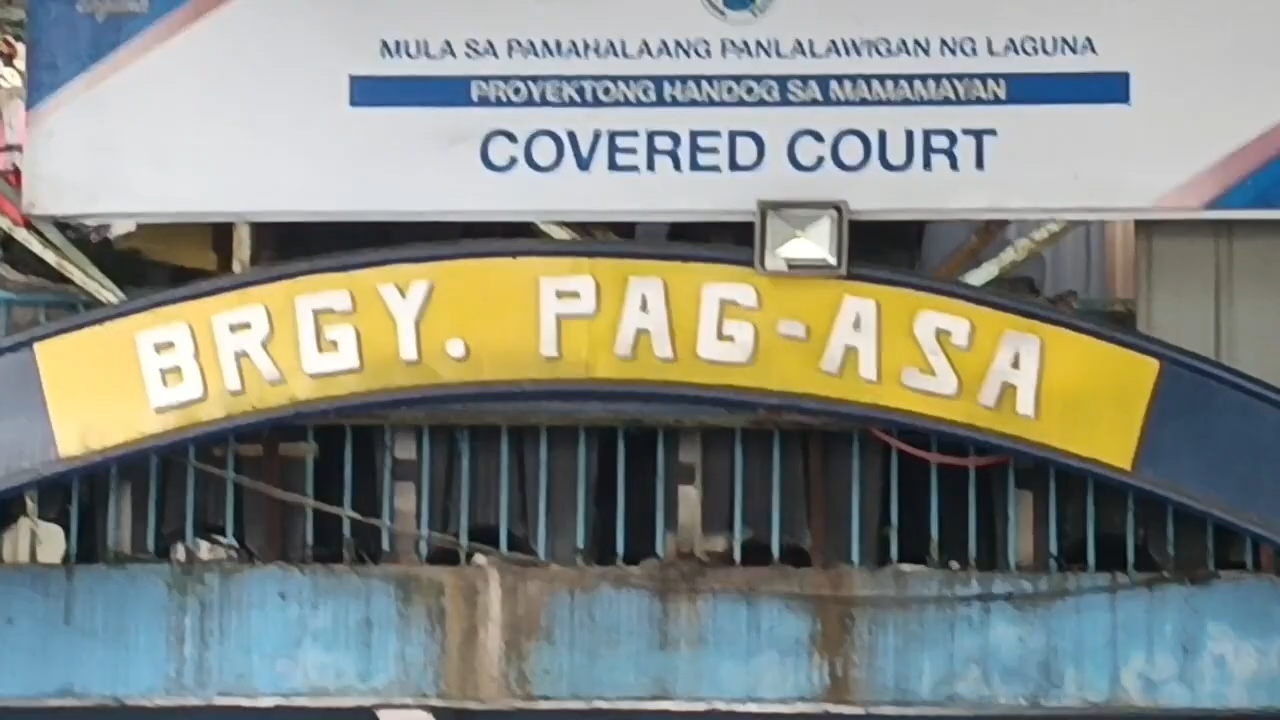 MULA SA PAMAHALAANG PANLALAWIGAN NG LAGUNA
PROYEKTONG HANDOG SA MAMAMAYAN
COVERED COURT
BRGY. PAG-ASA